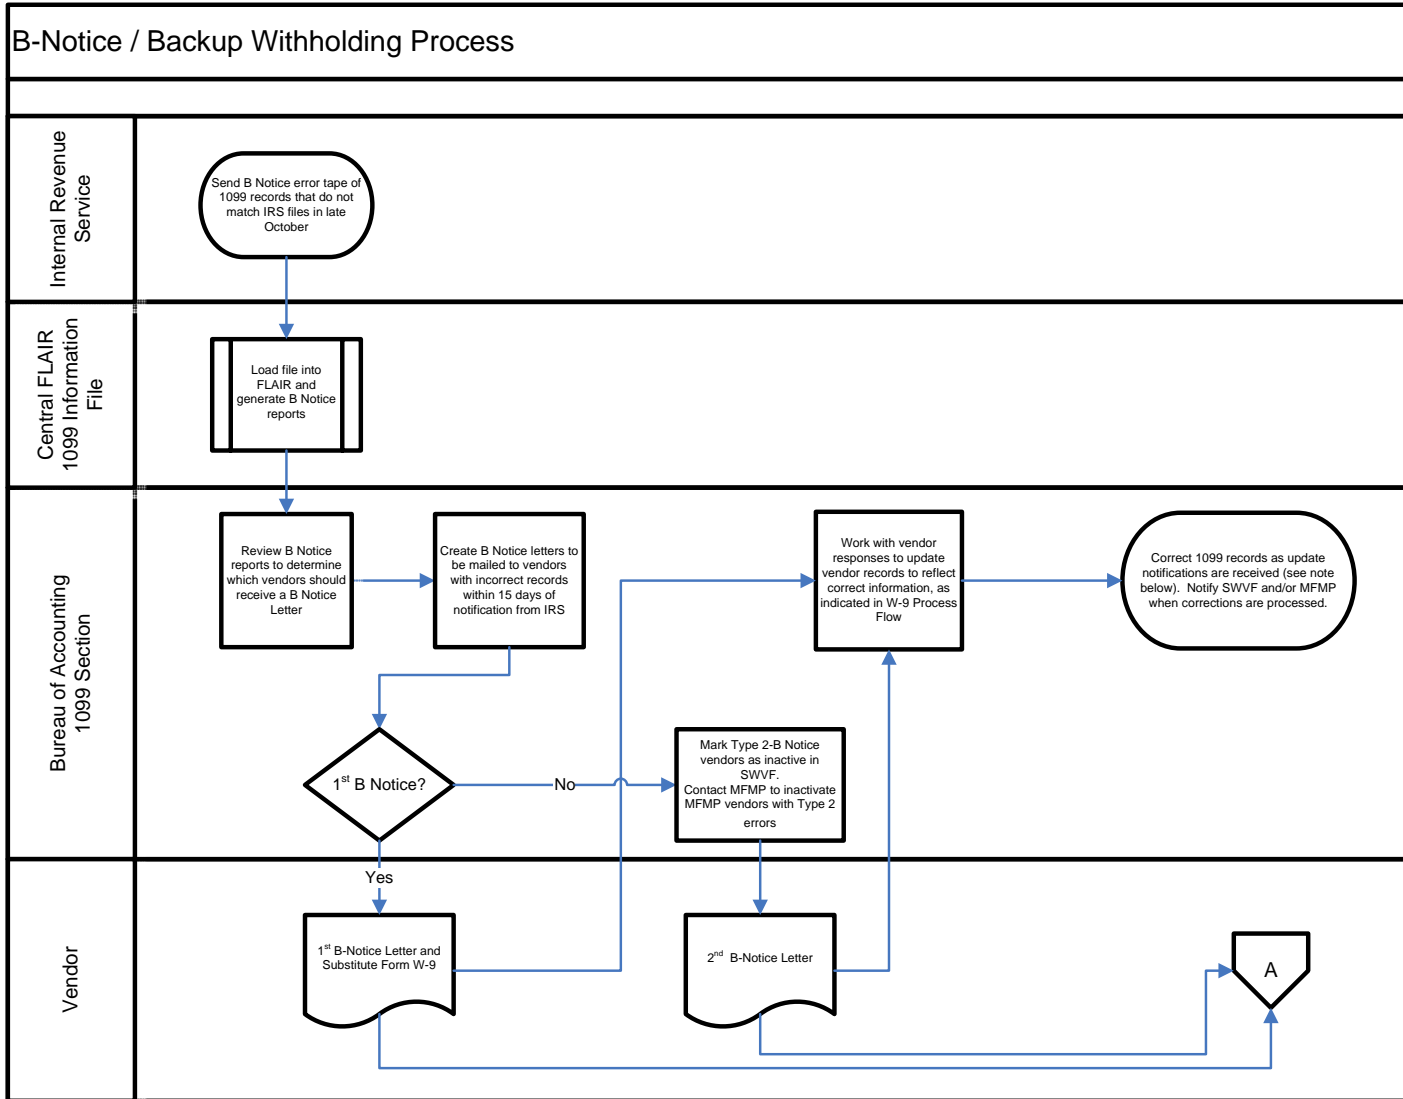 B-Notice / Backup Withholding Process
Internal Revenue
Service
Send B Notice error tape of
1099 records that do not
match IRS files in late
October
Central FLAIR
1099 Information
File
Load file into
FLAIR and
generate B Notice
reports
Bureau of Accounting
1099 Section
Review B Notice
reports to determine
which vendors should
receive a B Notice
Letter
Create B Notice letters to
be mailed to vendors
with incorrect records
within 15 days of
notification from IRS
Work with vendor
responses to update
vendor records to reflect
correct information, as
indicated in W-9 Process
Flow
Correct 1099 records as update
notifications are received (see note
below). Notify SWVF and/or MFMP
when corrections are processed.
1st B Notice?
No
Mark Type 2-B Notice
vendors as inactive in
SWVF.
Contact MFMP to inactivate
MFMP vendors with Type 2
errors
Yes
Vendor
1st B-Notice Letter and
Substitute Form W-9
2nd B-Notice Letter
A